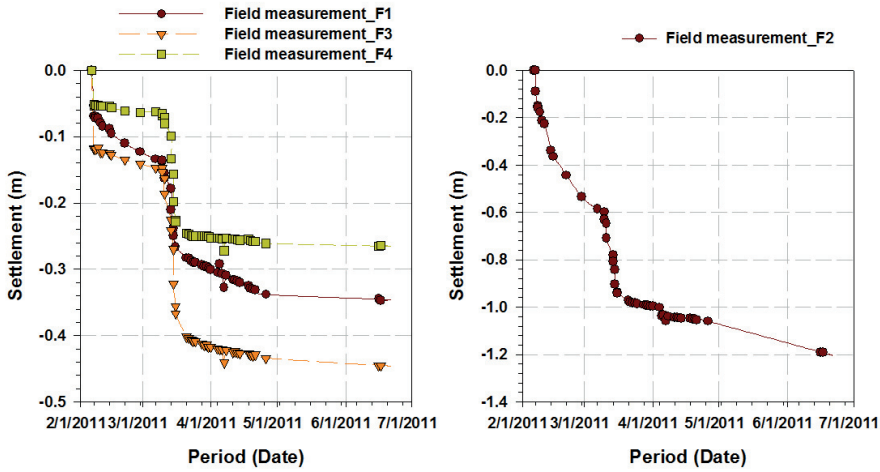 Field measurement_F1
Field measurement_F3
Field measurement_F4
0.0
-0.1
-0.2
-0.3
-0.4
-0.5
Settlement (m)
2/1/2011 3/1/2011 4/1/2011 5/1/2011 6/1/2011 7/1/2011
Period (Date)
Field measurement_F2
0.0
-0.2
-0.4
-0.6
-0.8
-1.0
-1.2
-1.4
Settlement (m)
2/1/2011 3/1/2011 4/1/2011 5/1/2011 6/1/2011 7/1/2011
Period (Date)